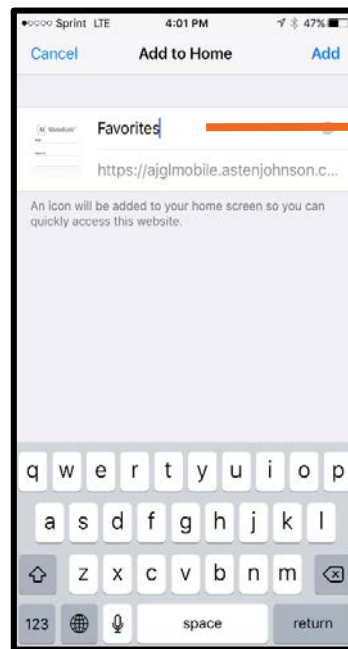 Sprint LTE 4:01 PM 47%
Cancel Add to Home Add
Favorites
https://ajglmobile.astenjohnson.c...
An icon will be added to your home screen so you can
quickly access this website.
q w e r t y u i o p
a s d f g h j k l
z x c v b n m
123 space return